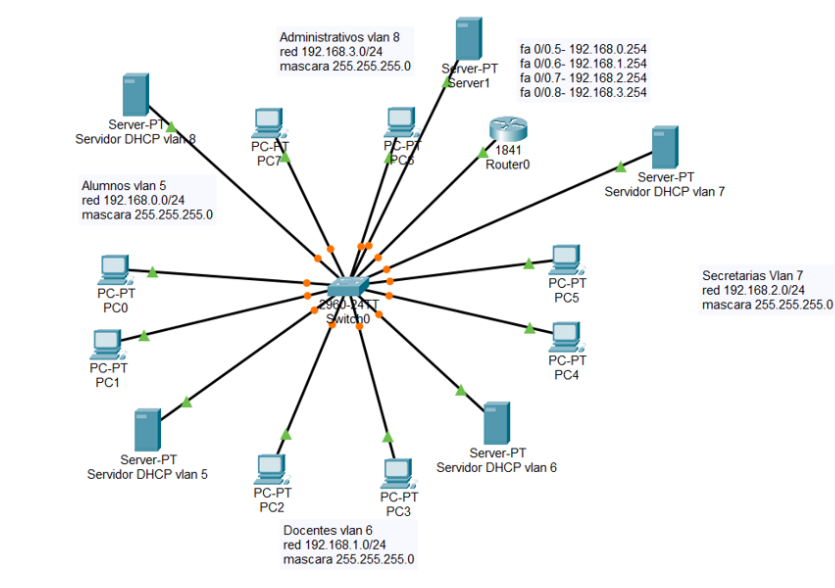 Administrativos vlan 8
red 192.168.3.0/24
mascara 255.255.255.0
Server-PT
Server1
fa 0/0.5- 192.168.0.254
fa 0/0.6- 192.168.1.254
fa 0/0.7- 192.168.2.254
fa 0/0.8- 192.168.3.254
Server-PT
Servidor DHCP vlan 8
PC-PT
PC7
PC-PT
PC6
1841
Router0
Server-PT
Servidor DHCP vlan 7
Alumnos vlan 5
red 192.168.0.0/24
mascara 255.255.255.0
PC-PT
PC0
2960-24TT
Switch0
PC-PT
PC5
Secretarias Vlan 7
red 192.168.2.0/24
mascara 255.255.255.0
PC-PT
PC1
PC-PT
PC4
Server-PT
Servidor DHCP vlan 5
Server-PT
Servidor DHCP vlan 6
PC-PT
PC2
PC-PT
PC3
Docentes vlan 6
red 192.168.1.0/24
mascara 255.255.255.0